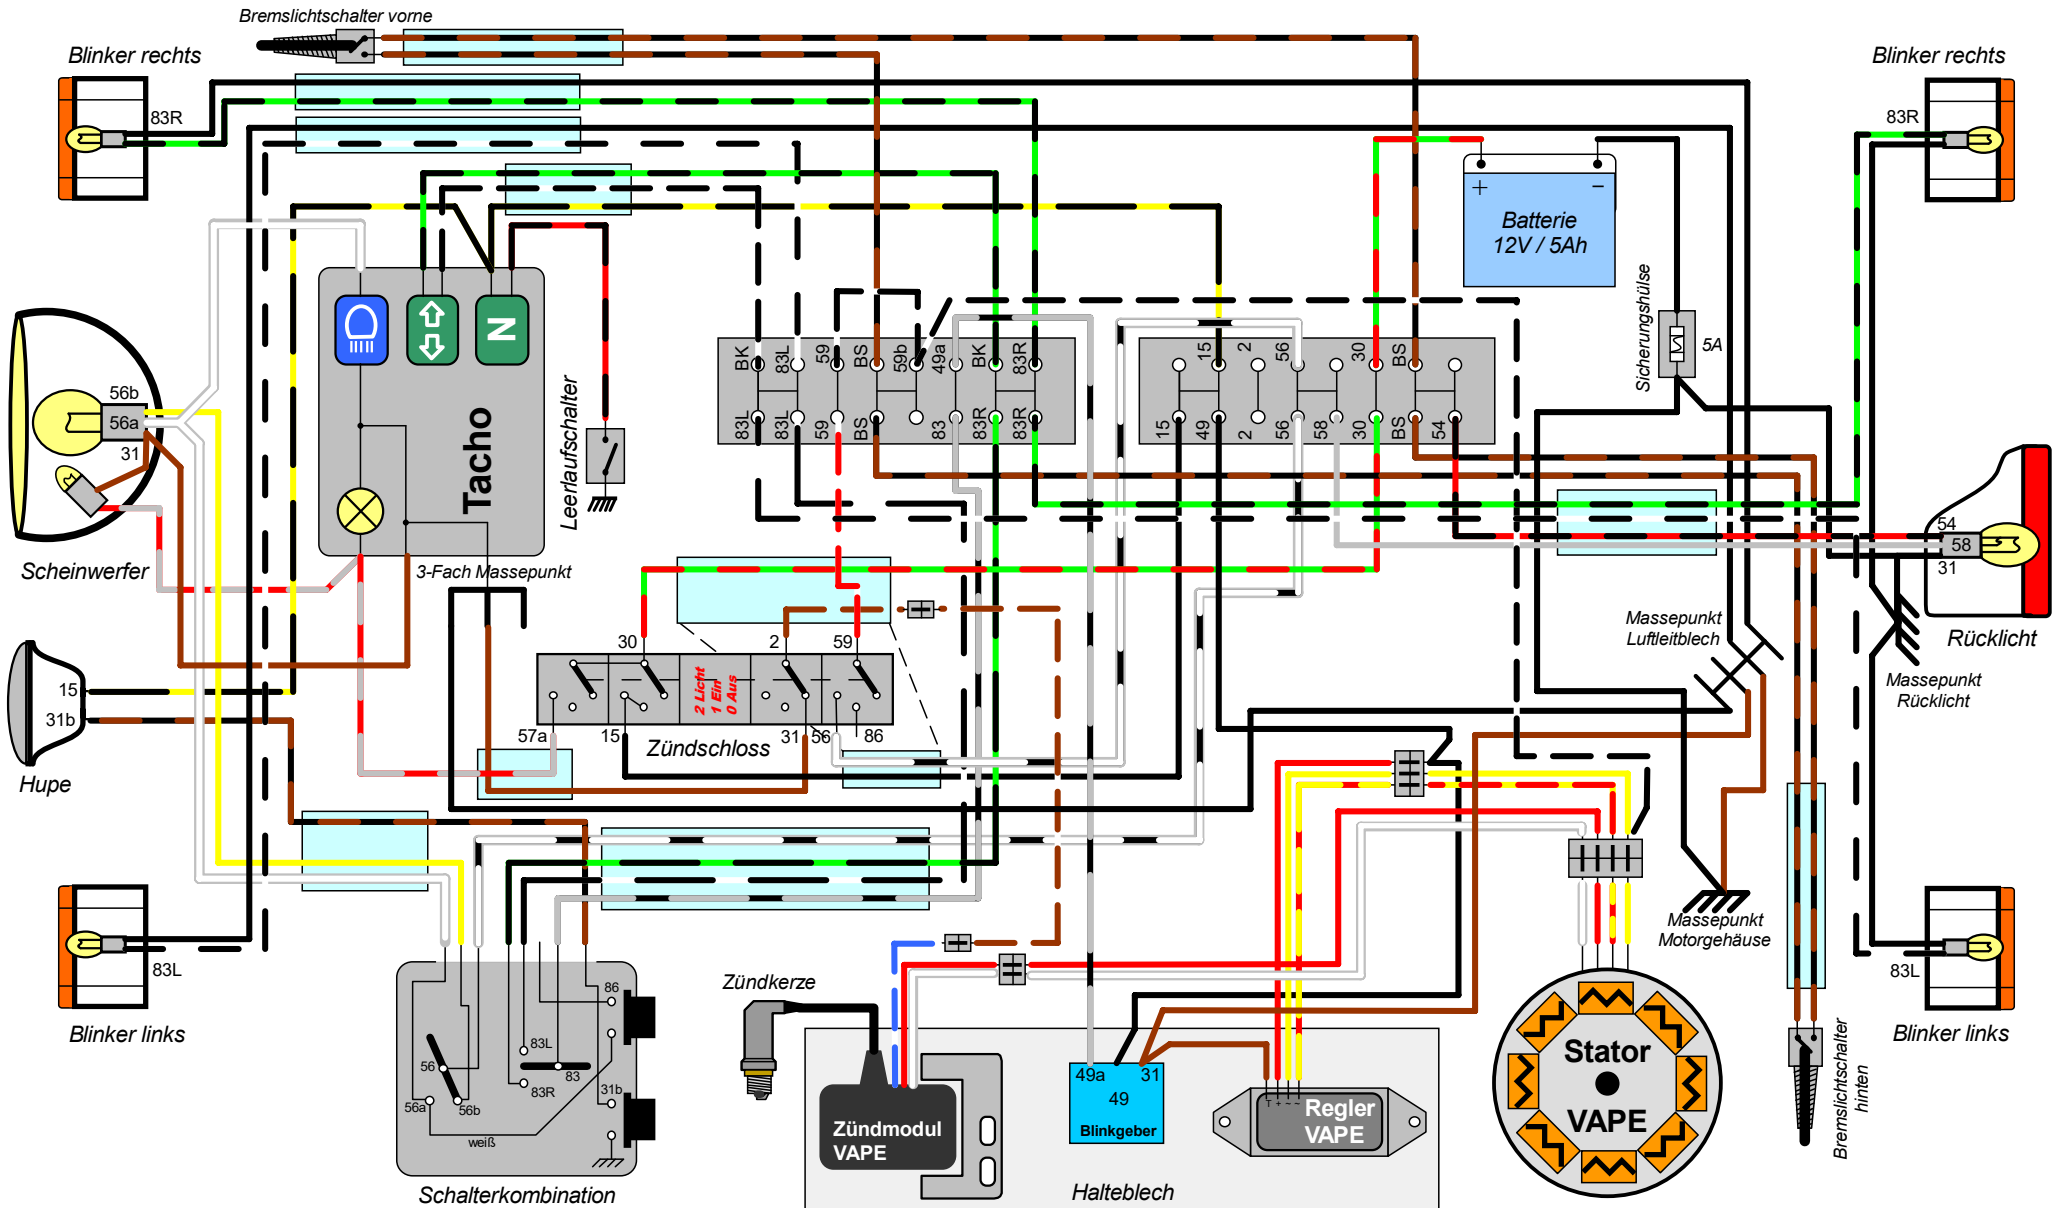 Bremslichtschalter vorne
Blinker rechts
83R
Blinker rechts
83R
+
−
Batterie
12V / 5Ah
Sicherungshülse
5A
56b
56a
31
Scheinwerfer
N
Tacho
Leerlaufschalter
3-Fach Massepunkt
BK
83L
59
BS
59b
49a
BK
83R
83L
83L
59
BS
83
83R
83R
15
2
56
30
BS
15
49
2
56
58
30
BS
54
54
58
31
Rücklicht
Massepunkt
Luftleitblech
Massepunkt
Rücklicht
15
31b
Hupe
30
2
59
2 Licht
1 Ein
0 Aus
57a
15
Zündschloss
31
56
86
Massepunkt
Motorgehäuse
83L
Blinker links
83L
Blinker links
86
83L
56
83
83R
31b
56a
56b
weiß
Schalterkombination
Zündkerze
Zündmodul
VAPE
49a
31
49
Blinkgeber
T
+
~
~
Regler
VAPE
Halteblech
Stator
VAPE
Bremslichtschalter
hinten